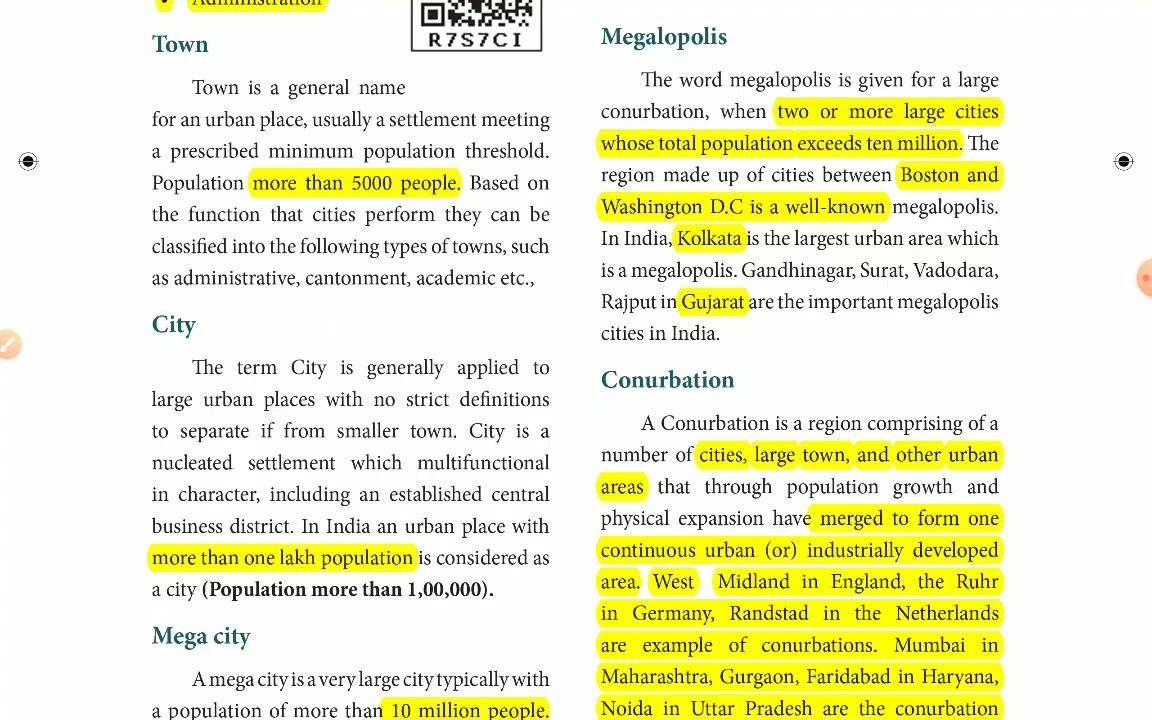 Administration
R7S7CI
Town
Town is a general name
for an urban place, usually a settlement meeting
a prescribed minimum population threshold.
Population more than 5000 people. Based on
the function that cities perform they can be
classified into the following types of towns, such
as administrative, cantonment, academic etc.,
City
The term City is generally applied to
large urban places with no strict definitions
to separate if from smaller town. City is a
nucleated settlement which multifunctional
in character, including an established central
business district. In India an urban place with
more than one lakh population is considered as
a city (Population more than 1,00,000).
Mega city
A mega city is a very large city typically with
a population of more than 10 million people.
Megalopolis
The word megalopolis is given for a large
conurbation, when two or more large cities
whose total population exceeds ten million. The
region made up of cities between Boston and
Washington D.C is a well-known megalopolis.
In India, Kolkata is the largest urban area which
is a megalopolis. Gandhinagar, Surat, Vadodara,
Rajput in Gujarat are the important megalopolis
cities in India.
Conurbation
A Conurbation is a region comprising of a
number of cities, large town, and other urban
areas that through population growth and
physical expansion have merged to form one
continuous urban (or) industrially developed
area. West Midland in England, the Ruhr
in Germany, Randstad in the Netherlands
are example of conurbations. Mumbai in
Maharashtra, Gurgaon, Faridabad in Haryana,
Noida in Uttar Pradesh are the conurbation